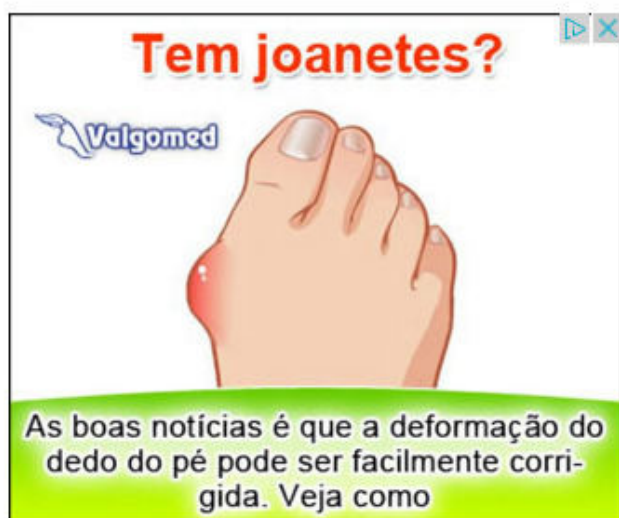 Tem joanetes?
Valgomed
As boas notícias é que a deformação do
dedo do pé pode ser facilmente corri-
gida. Veja como